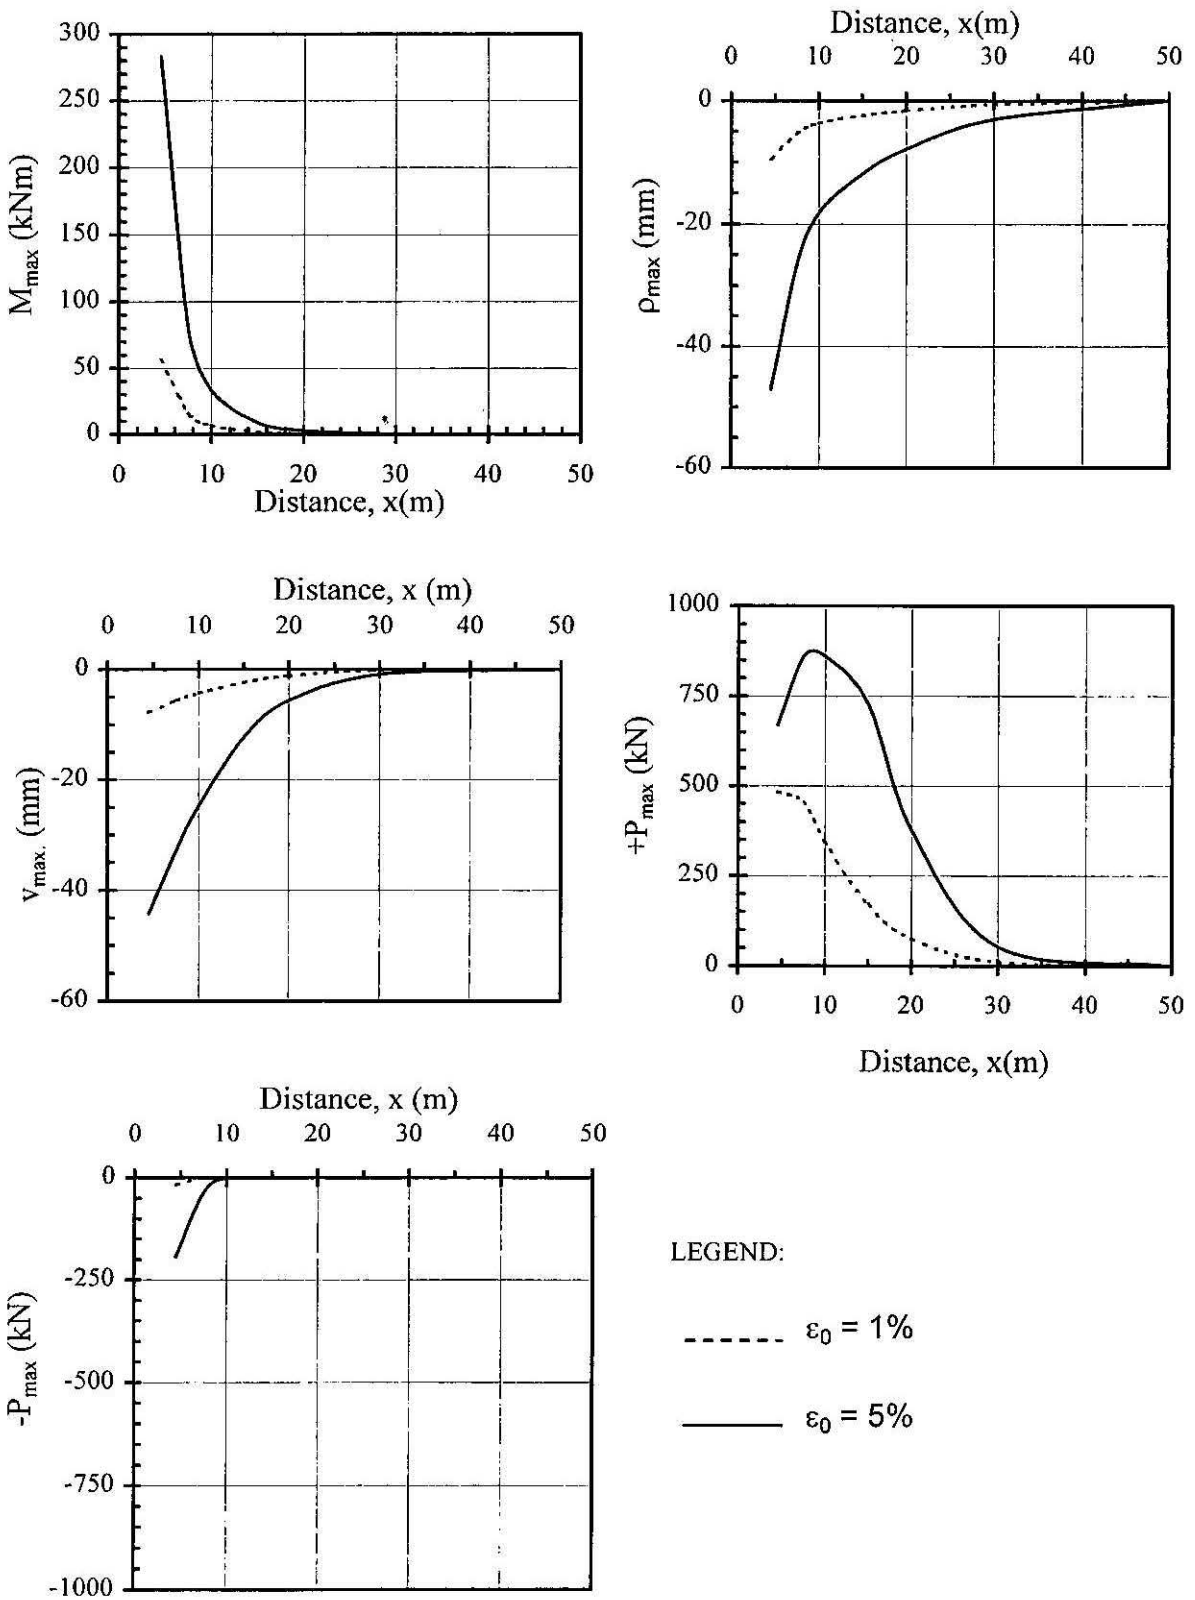 300
250
200
150
100
50
0
M_max (kNm)
0 10 20 30 40 50
Distance, x(m)
Distance, x(m)
0 10 20 30 40 50
0
-20
-40
-60
ρmax (mm)
Distance, x (m)
0 10 20 30 40 50
0
-20
-40
-60
v_max. (mm)
1000
750
500
250
0
+P_max (kN)
0 10 20 30 40 50
Distance, x(m)
Distance, x (m)
0 10 20 30 40 50
0
-250
-500
-750
-1000
-P_max (kN)
LEGEND:
ε₀ = 1%
ε₀ = 5%